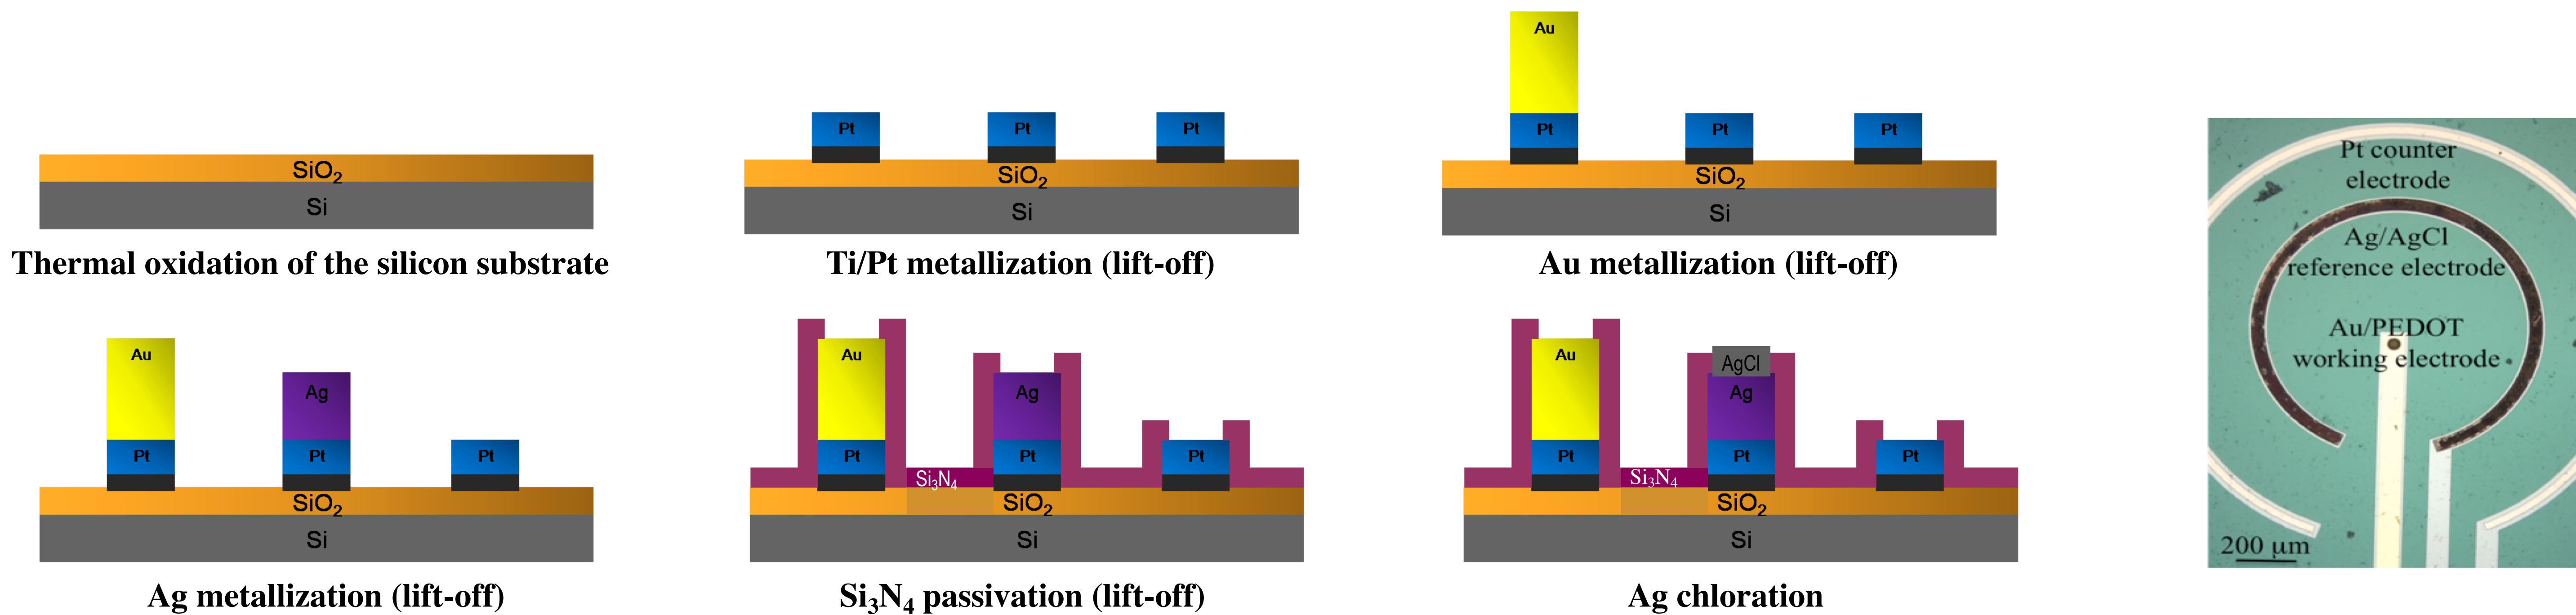 SiO2
Si
Thermal oxidation of the silicon substrate
Pt
Pt
Pt
SiO2
Si
Ti/Pt metallization (lift-off)
Au
Pt
Pt
Pt
SiO2
Si
Au metallization (lift-off)
Au
Ag
Pt
Pt
Pt
SiO2
Si
Ag metallization (lift-off)
Au
Ag
Pt
Pt
Pt
Si3N4
SiO2
Si
Si3N4 passivation (lift-off)
Au
AgCl
Ag
Pt
Pt
Pt
Si3N4
SiO2
Si
Ag chloration
Pt counter
electrode
Ag/AgCl
reference electrode
Au/PEDOT
working electrode
200 µm